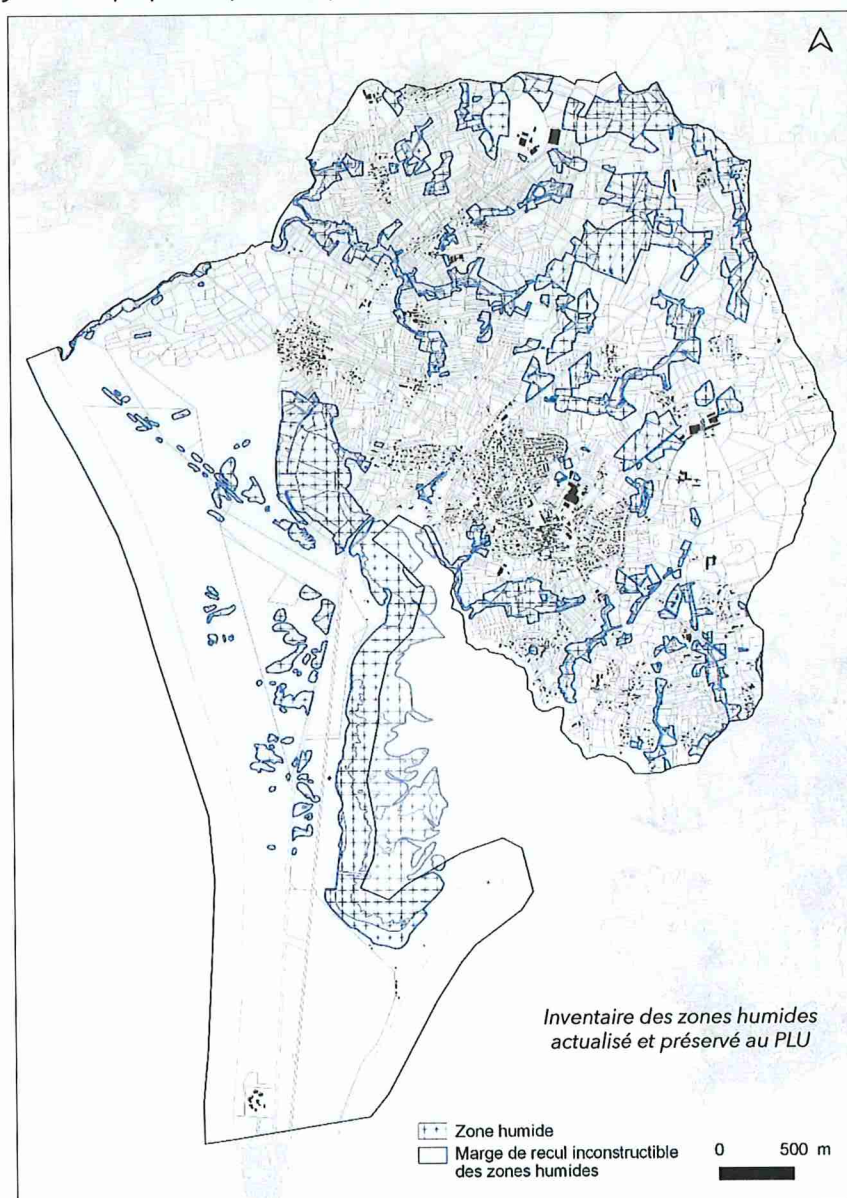 Inventaire des zones humides
actualisé et préservé au PLU
Zone humide
Marge de recul inconstructible
des zones humides
0 500 m